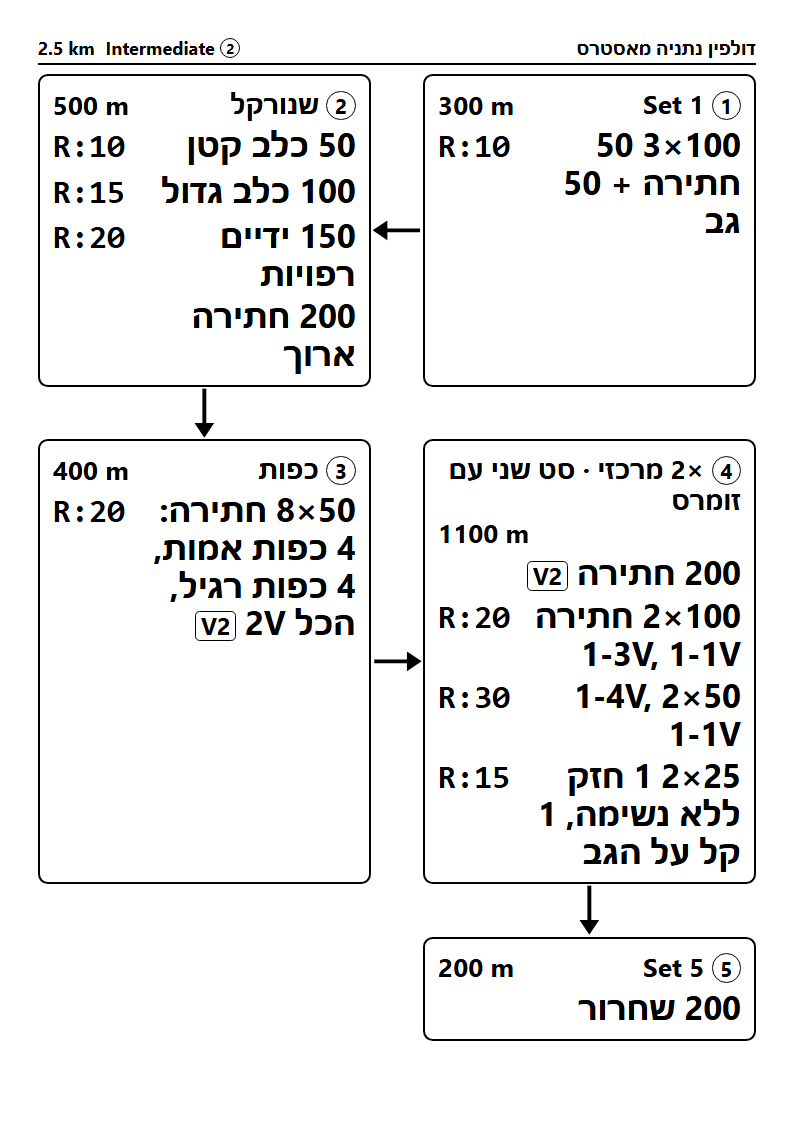 דולפין נתניה מאסטרס
2.5 km Intermediate ②
① Set 1 300 m
3×100 50 R:10
חתירה + 50
גב
② שנורקל 500 m
50 כלב קטן R:10
100 כלב גדול R:15
150 ידיים R:20
רפויות
200 חתירה
ארוך
③ כפות 400 m
8×50 חתירה: R:20
4 כפות אמות,
4 כפות רגיל,
הכל 2V V2
④ ×2 מרכזי · סט שני עם
זומרס
1100 m
200 חתירה V2
2×100 חתירה R:20
1-3V, 1-1V
2×50 1-4V, R:30
1-1V
2×25 1 חזק R:15
ללא נשימה, 1
קל על הגב
⑤ Set 5 200 m
200 שחרור